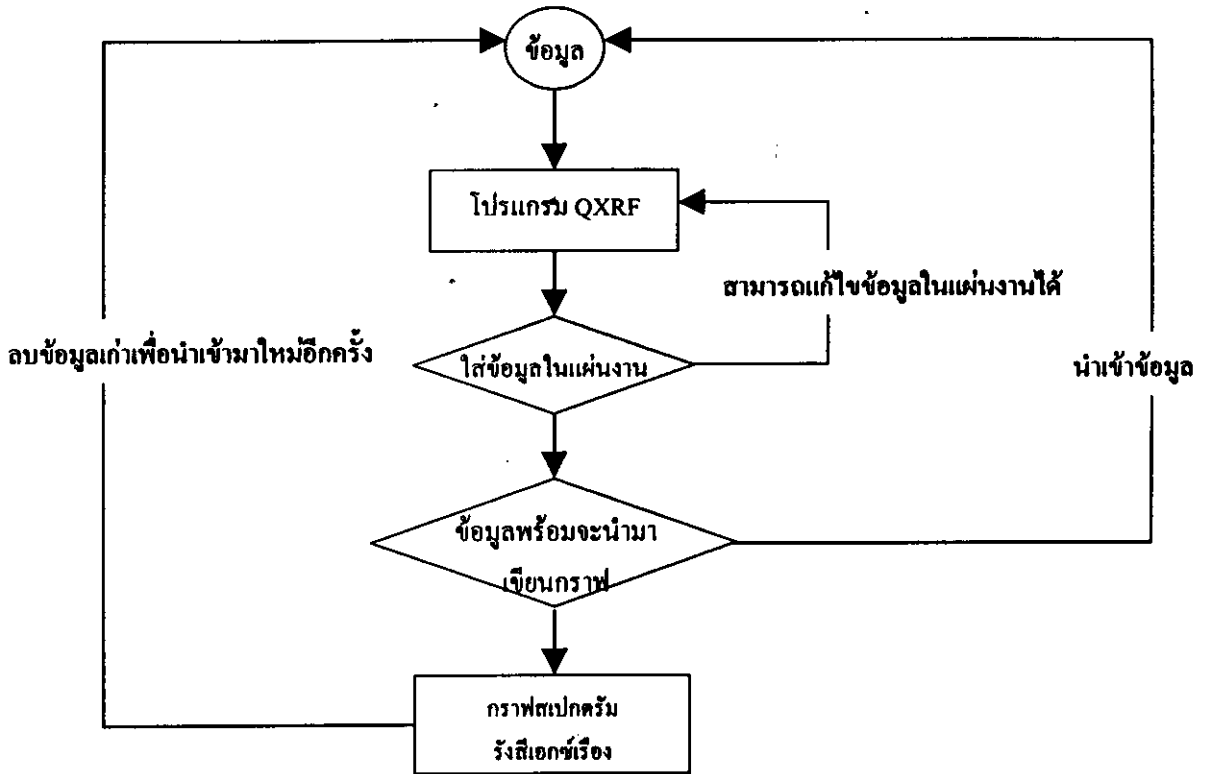 ข้อมูล
โปรแกรม QXRF
สามารถแก้ไขข้อมูลในแผ่นงานได้
ลบข้อมูลเก่าเพื่อนำเข้ามาใหม่อีกครั้ง
ใส่ข้อมูลในแผ่นงาน
นำเข้าข้อมูล
ข้อมูลพร้อมจะนำมา
เขียนกราฟ
กราฟสเปกตรัม
รังสีเอกซ์เรือง